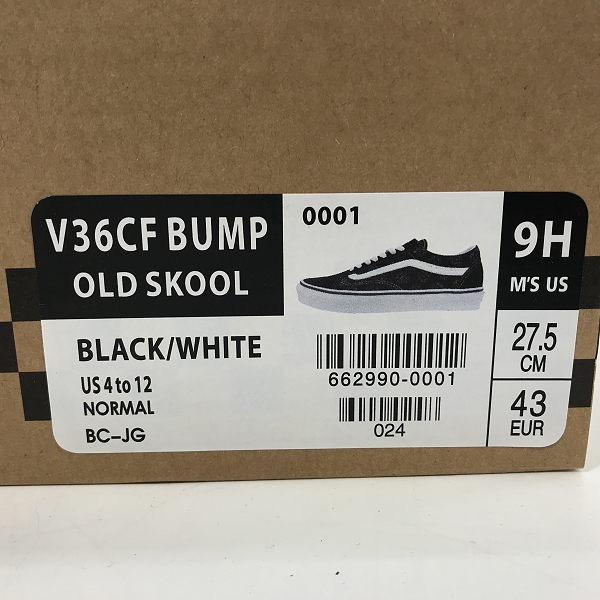 V36CF BUMP
OLD SKOOL
BLACK/WHITE
US 4 to 12
NORMAL
BC-JG
0001
662990-0001
024
9H
M'S US
27.5
CM
43
EUR